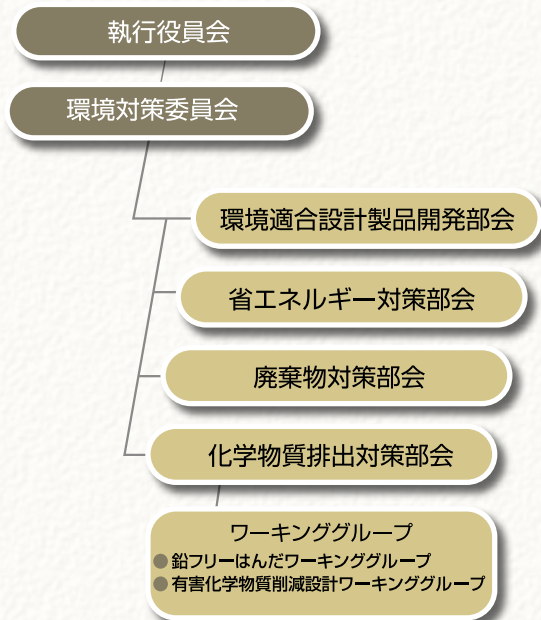 執行役員会
環境対策委員会
環境適合設計製品開発部会
省エネルギー対策部会
廃棄物対策部会
化学物質排出対策部会
ワーキンググループ
●鉛フリーはんだワーキンググループ
●有害化学物質削減設計ワーキンググループ